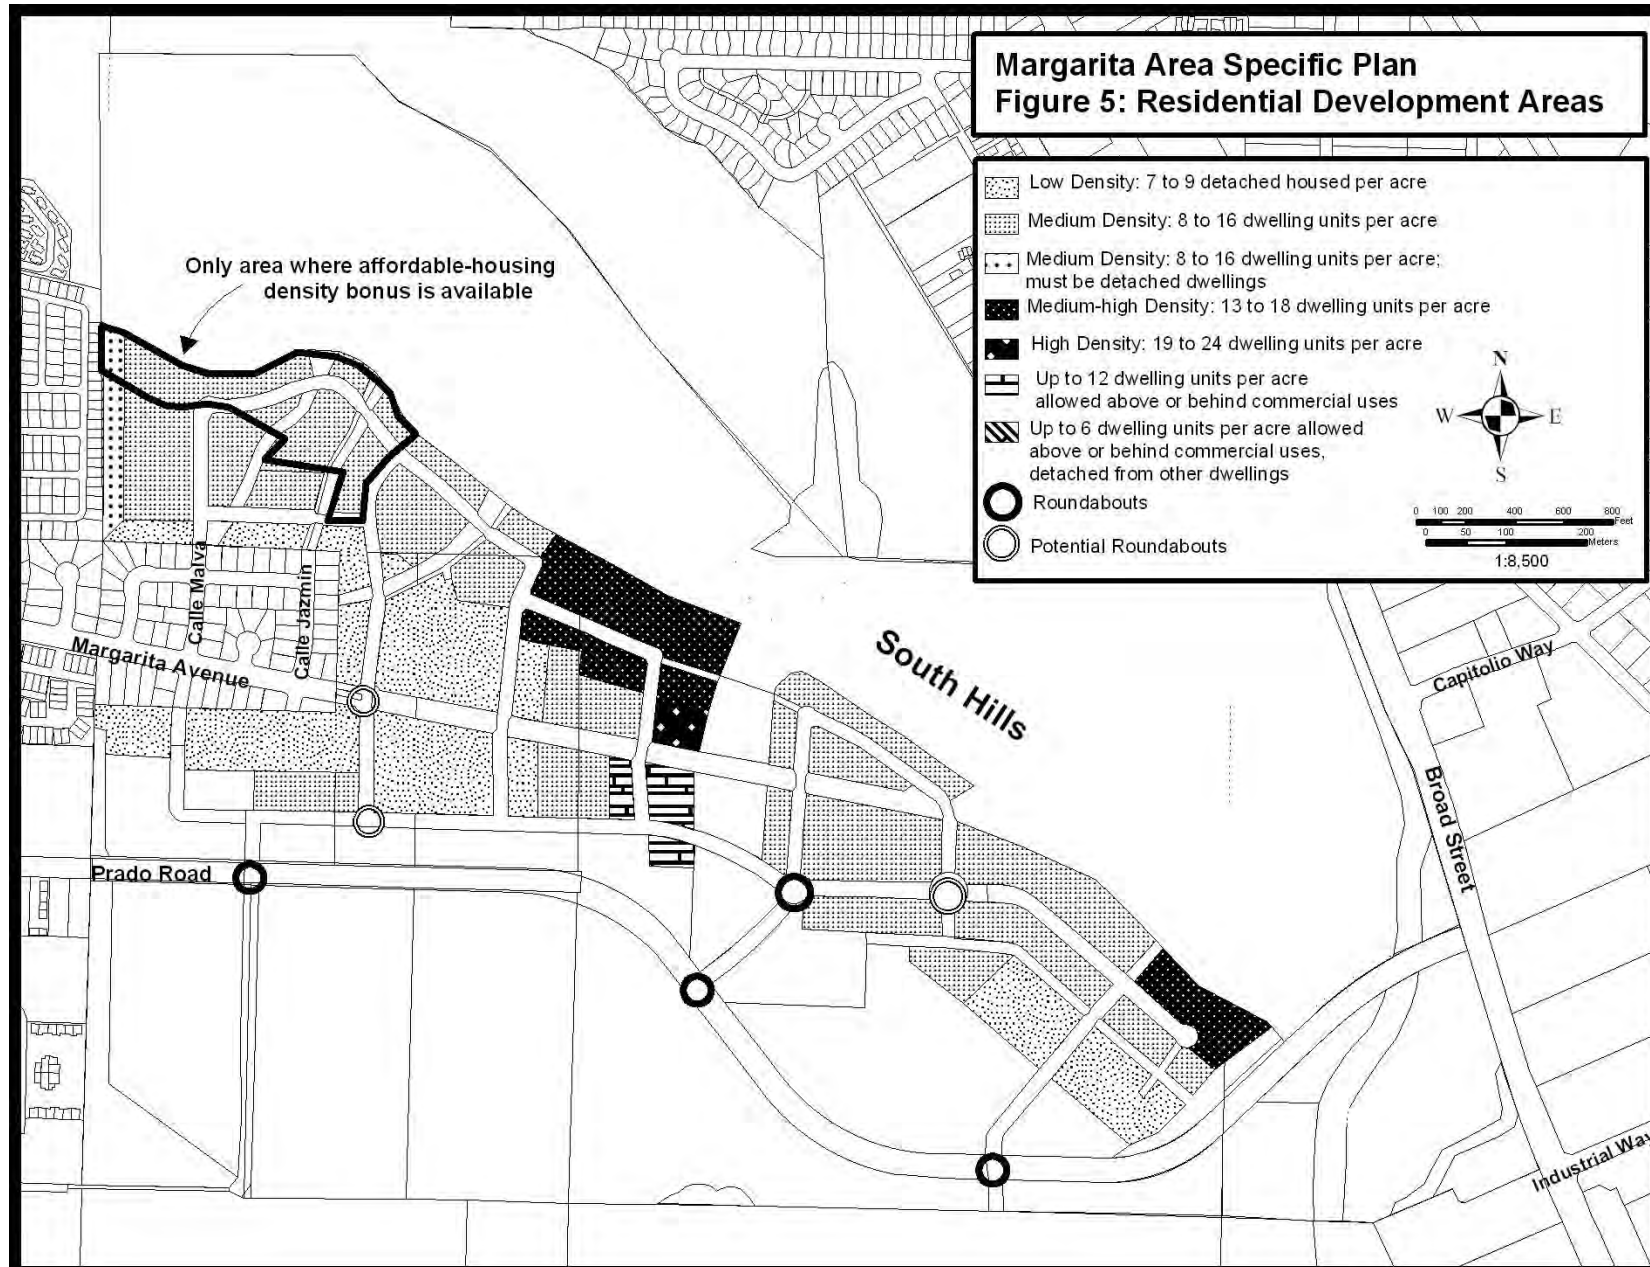 Margarita Area Specific Plan
Figure 5: Residential Development Areas
Low Density: 7 to 9 detached housed per acre
Medium Density: 8 to 16 dwelling units per acre
Medium Density: 8 to 16 dwelling units per acre;
must be detached dwellings
Medium-high Density: 13 to 18 dwelling units per acre
High Density: 19 to 24 dwelling units per acre
Up to 12 dwelling units per acre
allowed above or behind commercial uses
Up to 6 dwelling units per acre allowed
above or behind commercial uses,
detached from other dwellings
Roundabouts
Potential Roundabouts
N
W E
S
0 100 200 400 600 800
Feet
0 50 100 200
Meters
1:8,500
Only area where affordable-housing
density bonus is available
Calle Malva
Calle Jazmin
Margarita Avenue
South Hills
Capitolio Way
Broad Street
Prado Road
Industrial Way